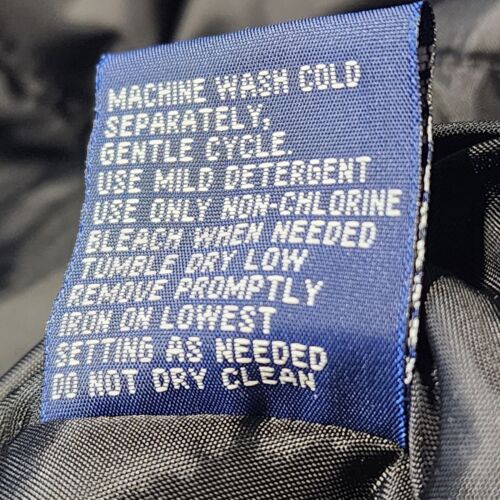 MACHINE WASH COLD
SEPARATELY,
GENTLE CYCLE
USE MILD DETERGENT
USE ONLY NON-CHLORINE
BLEACH WHEN NEEDED
TUMBLE DRY LOW
REMOVE PROMPTLY
IRON ON LOWEST
SETTING AS NEEDED
DO NOT DRY CLEAN